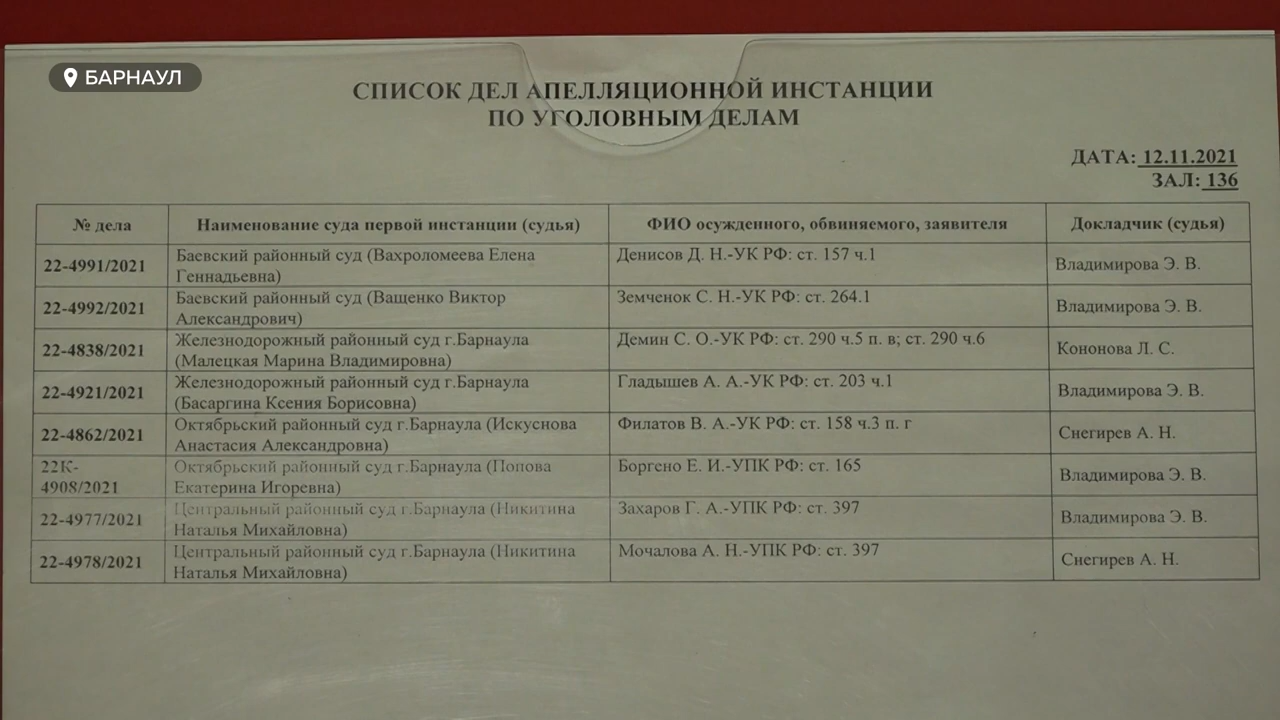 БАРНАУЛ
СПИСОК ДЕЛ АПЕЛЛЯЦИОННОЙ ИНСТАНЦИИ
ПО УГОЛОВНЫМ ДЕЛАМ
ДАТА: 12.11.2021
ЗАЛ: 136
№ дела Наименование суда первой инстанции (судья) ФИО осужденного, обвиняемого, заявителя Докладчик (судья)
22-4991/2021 Баевский районный суд (Вахроломеева Елена Денисов Д. Н.-УК РФ: ст. 157 ч.1 Владимирова Э. В.
Геннадьевна)
22-4992/2021 Баевский районный суд (Ващенко Виктор Земченок С. Н.-УК РФ: ст. 264.1 Владимирова Э. В.
Александрович)
22-4838/2021 Железнодорожный районный суд г.Барнаула Демин С. О.-УК РФ: ст. 290 ч.5 п. в; ст. 290 ч.6 Кононова Л. С.
(Малецкая Марина Владимировна)
22-4921/2021 Железнодорожный районный суд г.Барнаула Гладышев А. А.-УК РФ: ст. 203 ч.1 Владимирова Э. В.
(Басаргина Ксения Борисовна)
22-4862/2021 Октябрьский районный суд г.Барнаула (Искуснова Филатов В. А.-УК РФ: ст. 158 ч.3 п. г Снегирев А. Н.
Анастасия Александровна)
22К- Октябрьский районный суд г.Барнаула (Попова Боргено Е. И.-УПК РФ: ст. 165 Владимирова Э. В.
4908/2021 Екатерина Игоревна)
22-4977/2021 Центральный районный суд г.Барнаула (Никитина Захаров Г. А.-УПК РФ: ст. 397 Владимирова Э. В.
Наталья Михайловна)
22-4978/2021 Центральный районный суд г.Барнаула (Никитина Мочалова А. Н.-УПК РФ: ст. 397 Снегирев А. Н.
Наталья Михайловна)